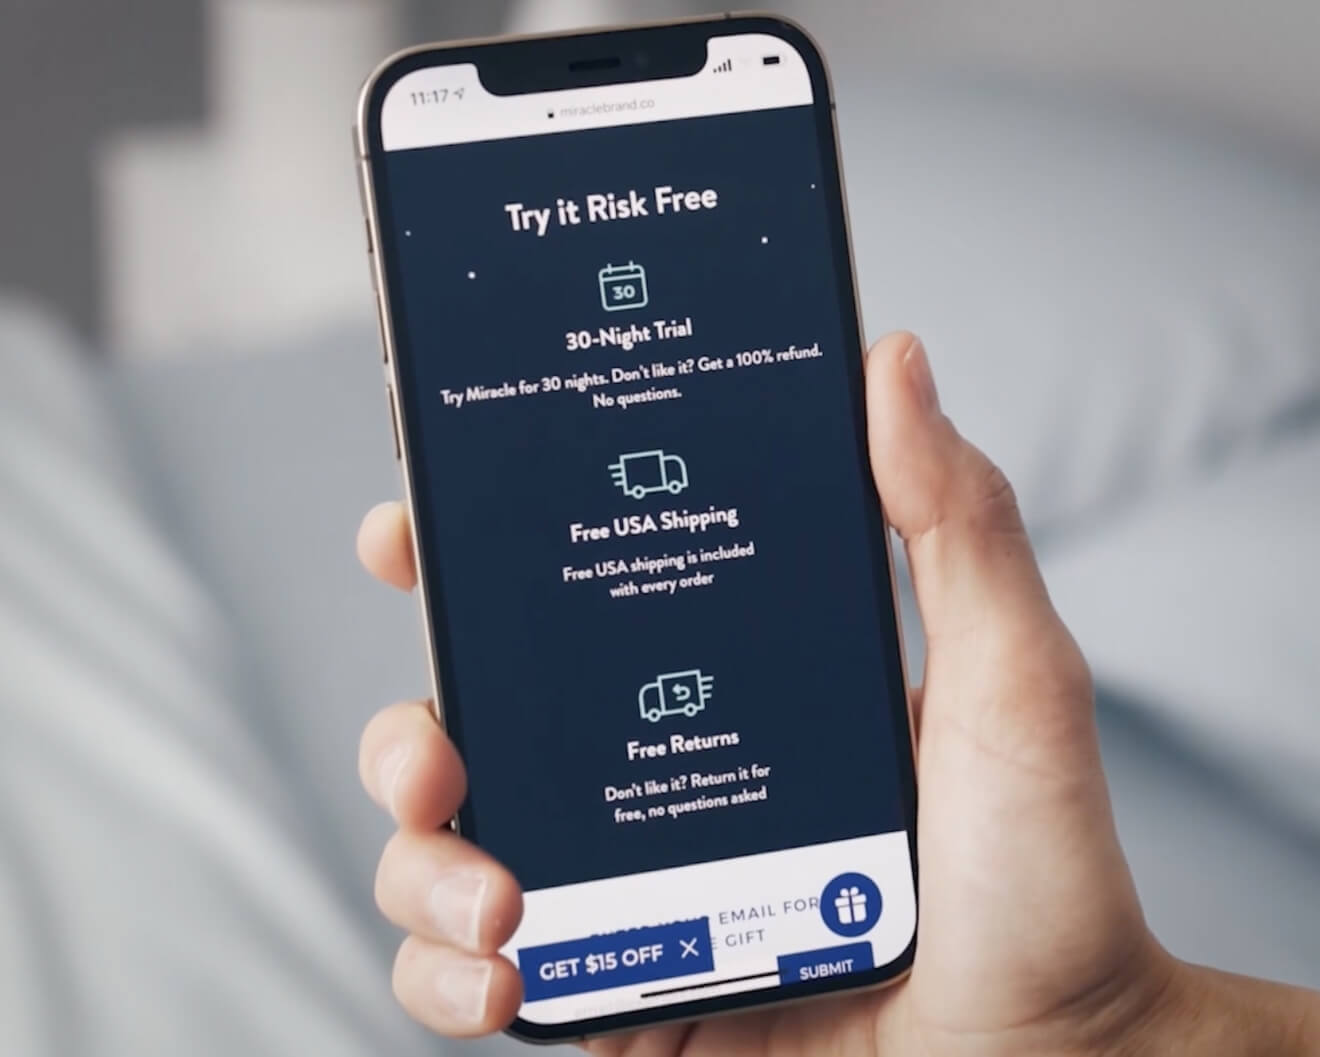 11:17
miraclebrand.co
Try it Risk Free
30
30-Night Trial
Try Miracle for 30 nights. Don't like it? Get a 100% refund.
No questions.
Free USA Shipping
Free USA shipping is included
with every order
Free Returns
Don't like it? Return it for
free, no questions asked
EMAIL FOR
GIFT
GET $15 OFF
SUBMIT